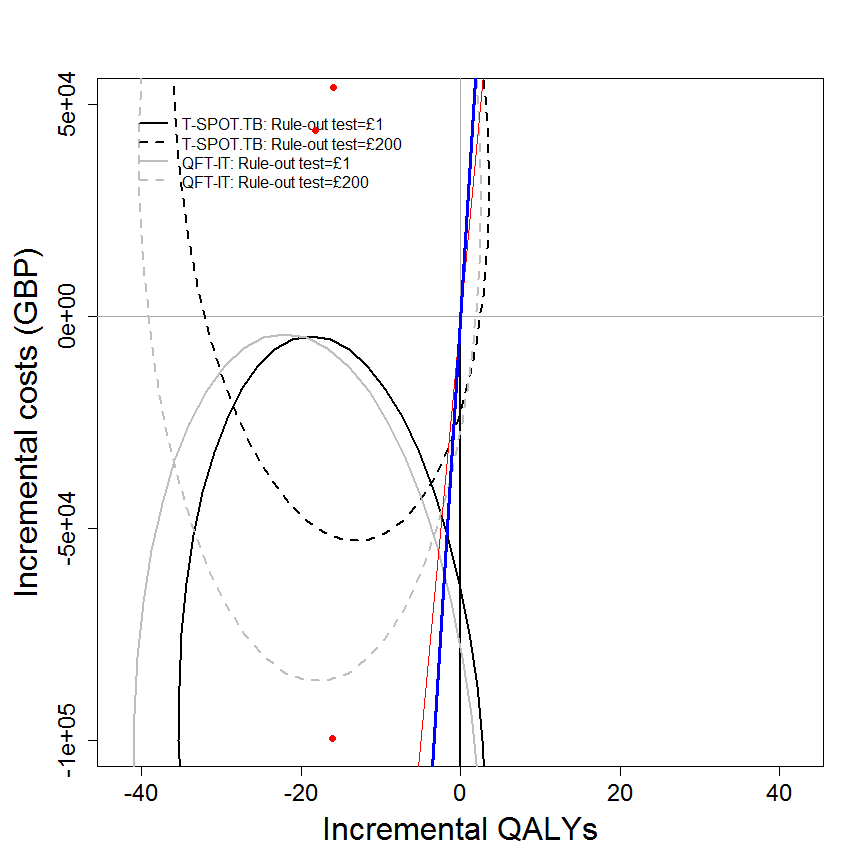 T-SPOT.TB: Rule-out test=£1
T-SPOT.TB: Rule-out test=£200
QFT-IT: Rule-out test=£1
QFT-IT: Rule-out test=£200
5e+04
0e+00
-5e+04
-1e+05
Incremental costs (GBP)
-40 -20 0 20 40
Incremental QALYs